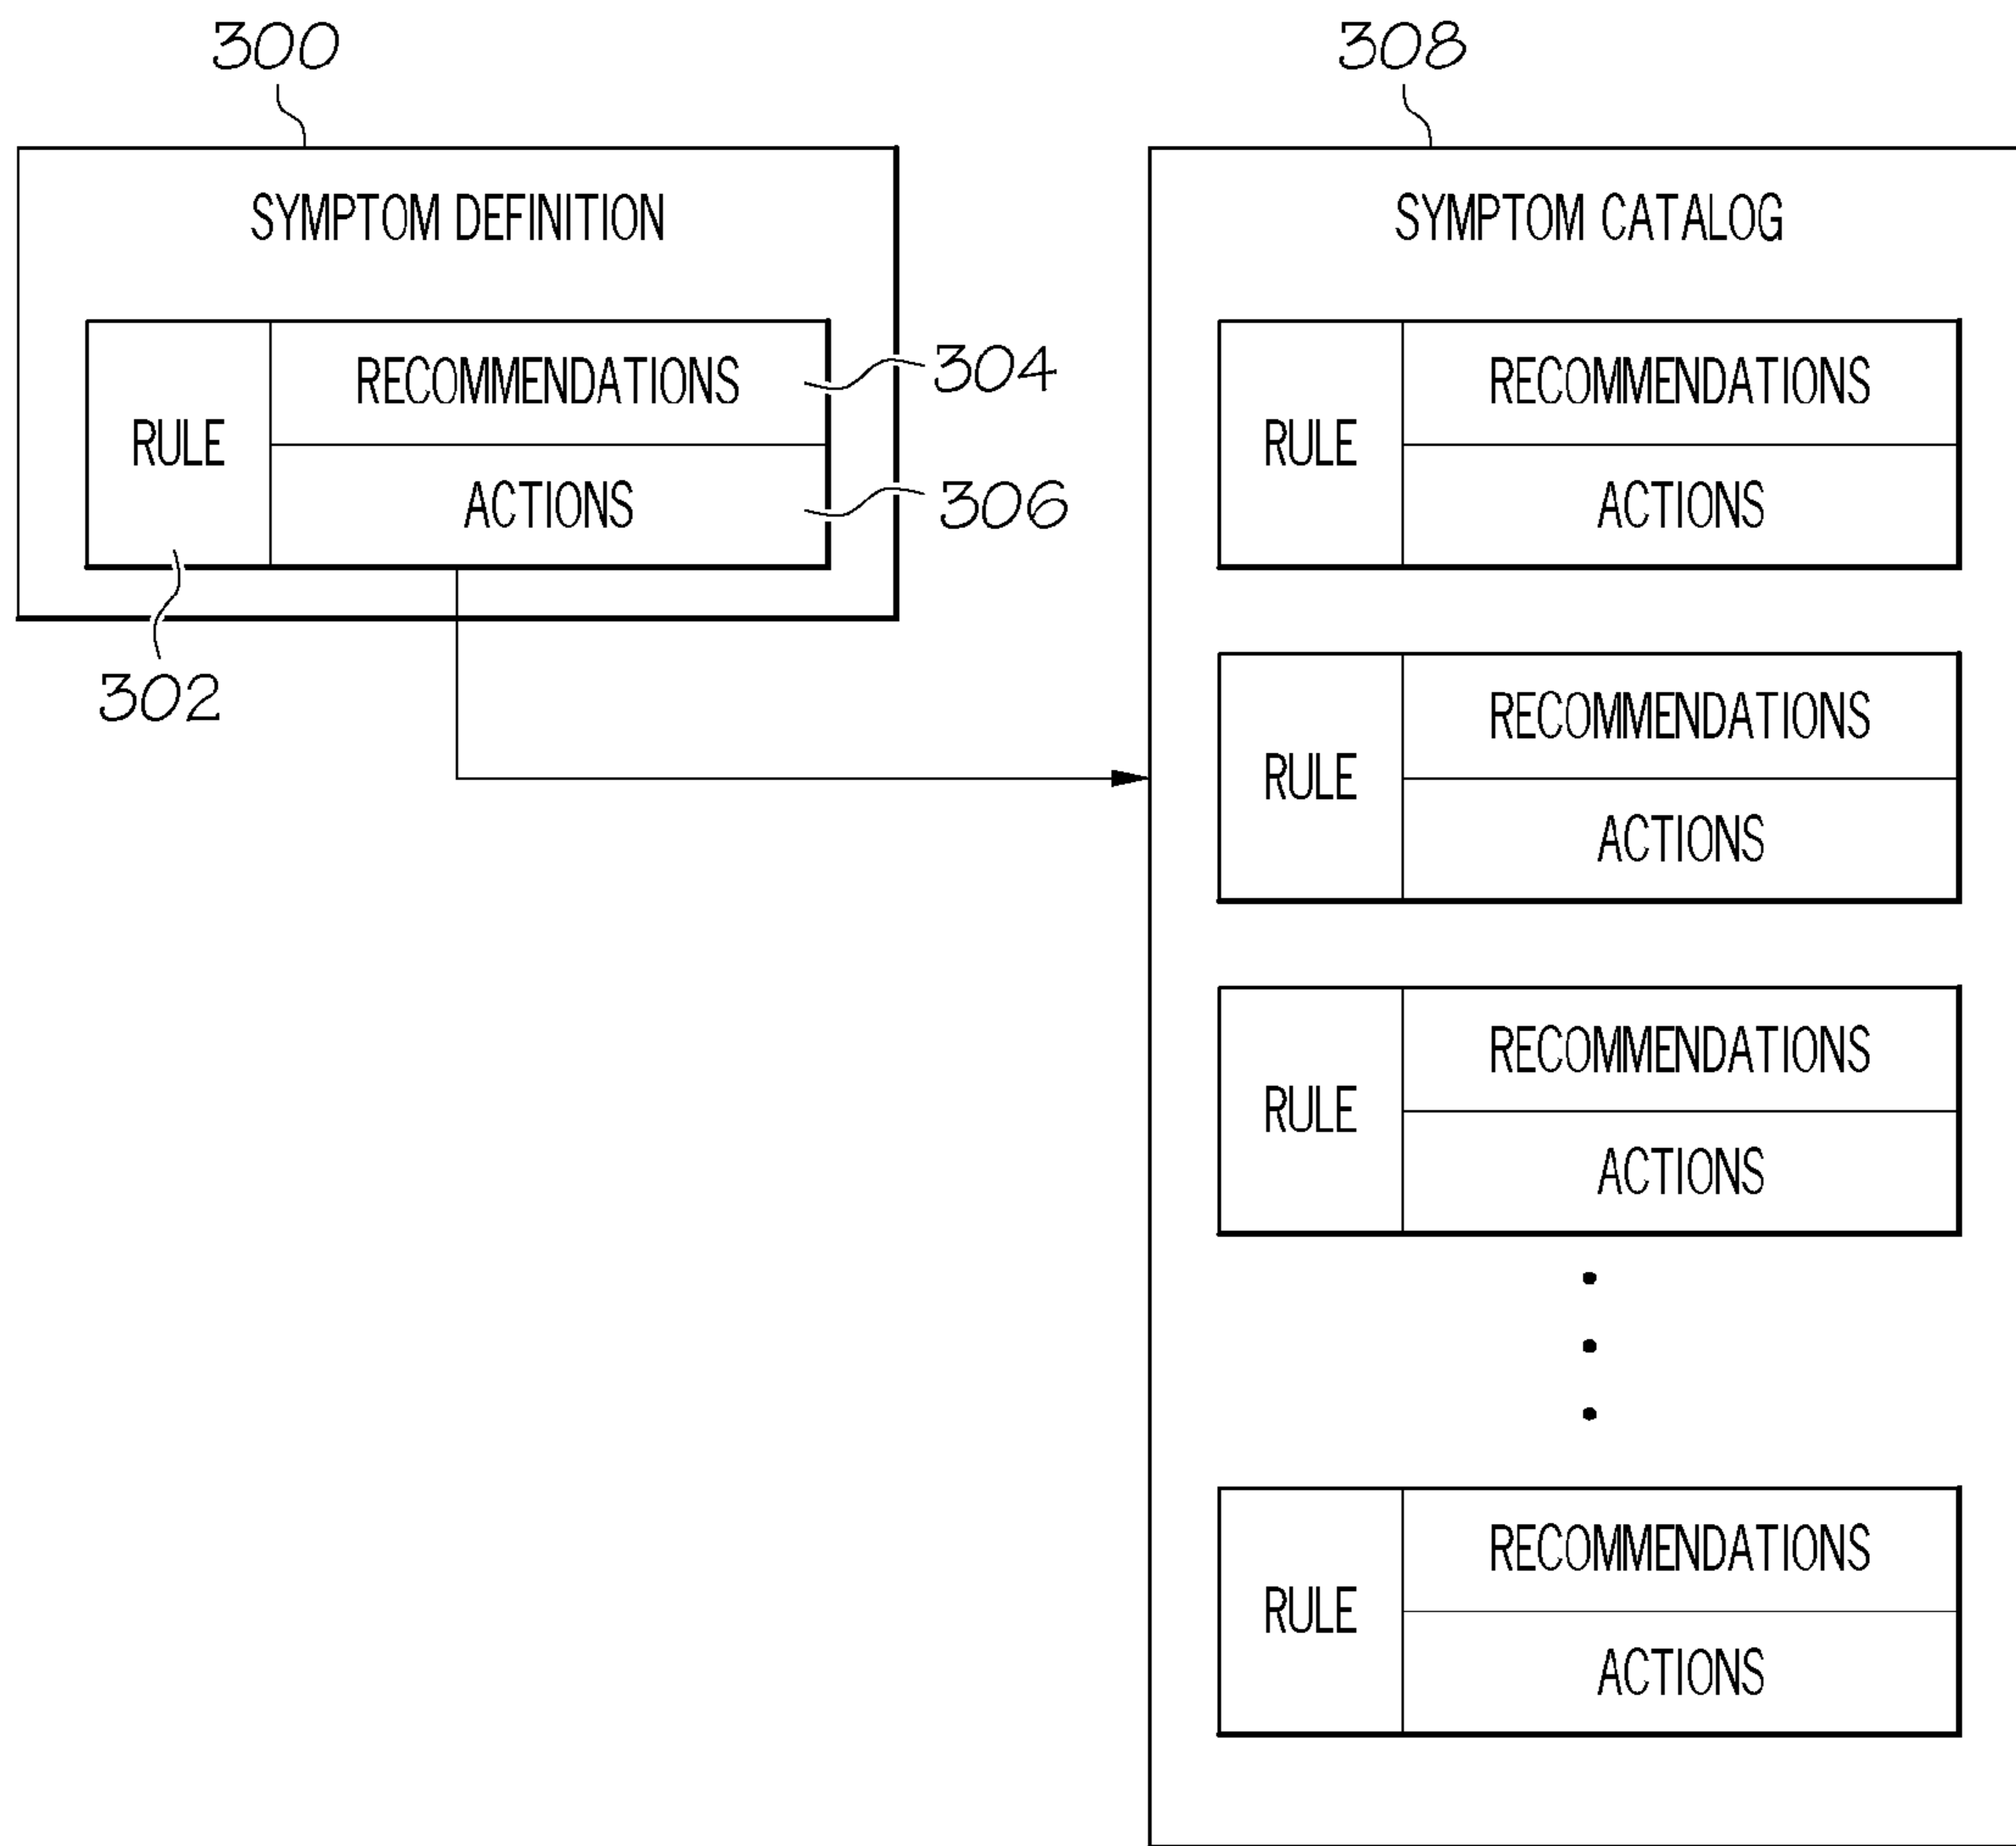 300
SYMPTOM DEFINITION
RULE
RECOMMENDATIONS
ACTIONS
304
306
302
308
SYMPTOM CATALOG
RULE
RECOMMENDATIONS
ACTIONS
RULE
RECOMMENDATIONS
ACTIONS
RULE
RECOMMENDATIONS
ACTIONS
RULE
RECOMMENDATIONS
ACTIONS